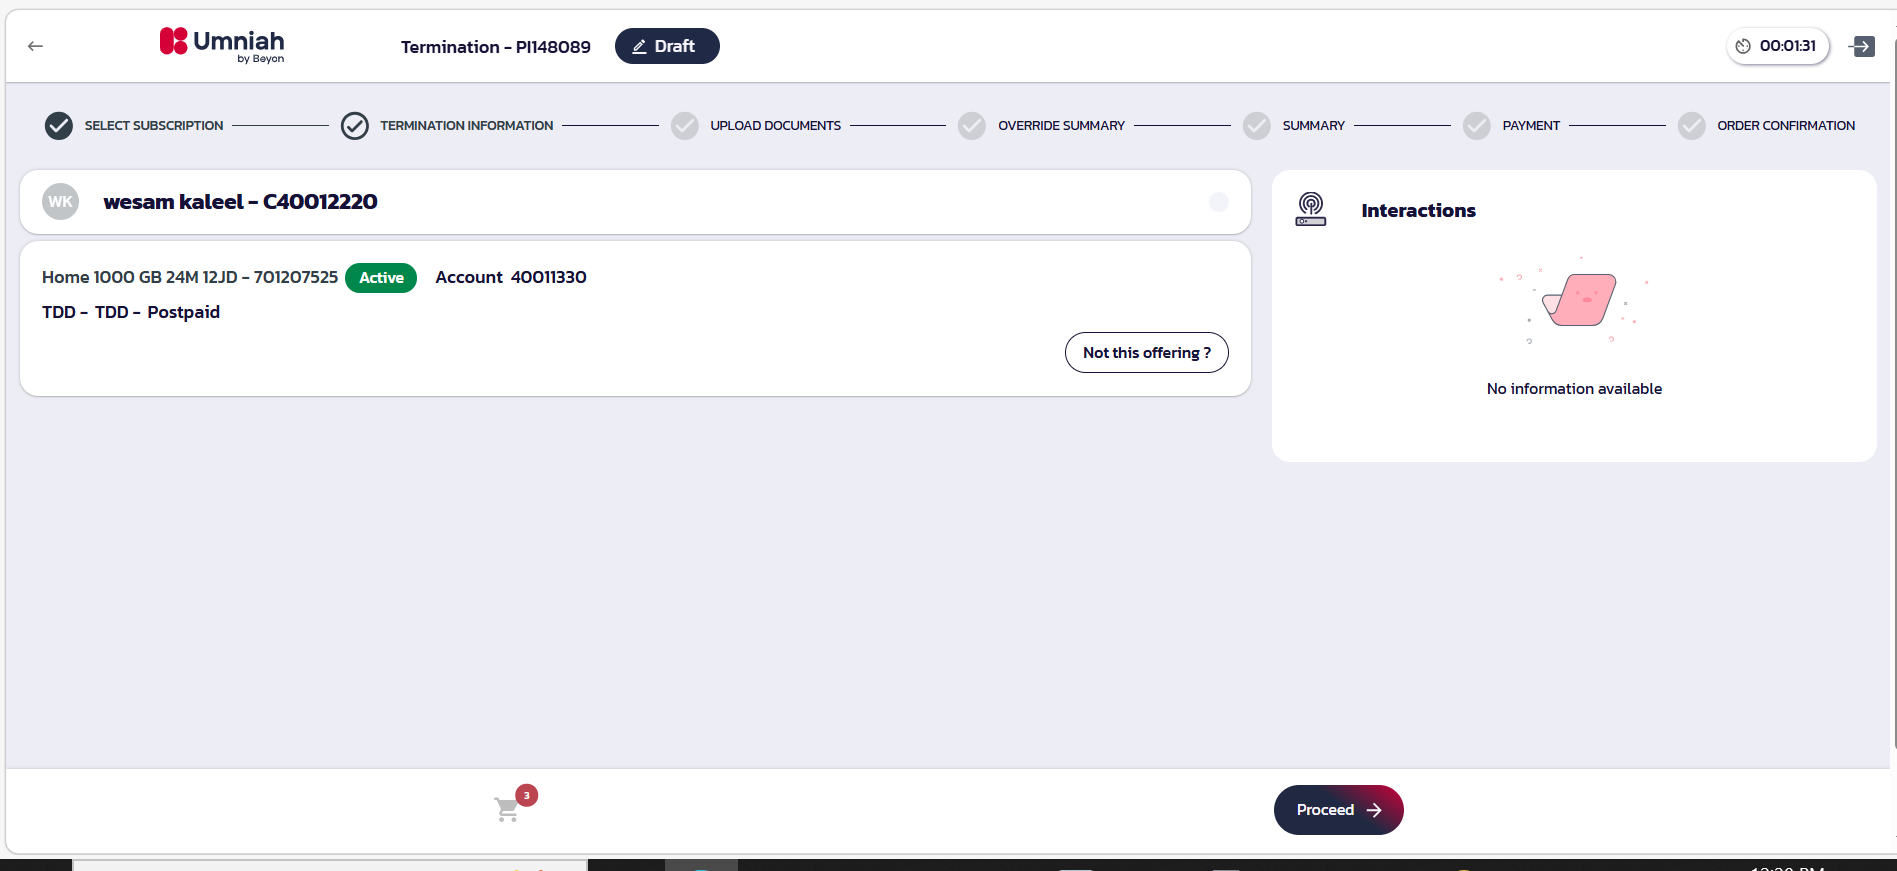 Umniah
by Beyon
Termination - PI148089
Draft
00:01:31
SELECT SUBSCRIPTION
TERMINATION INFORMATION
UPLOAD DOCUMENTS
OVERRIDE SUMMARY
SUMMARY
PAYMENT
ORDER CONFIRMATION
WK
wesam kaleel - C40012220
Home 1000 GB 24M 12JD - 701207525
Active
Account 40011330
TDD - TDD - Postpaid
Not this offering ?
Interactions
No information available
3
Proceed